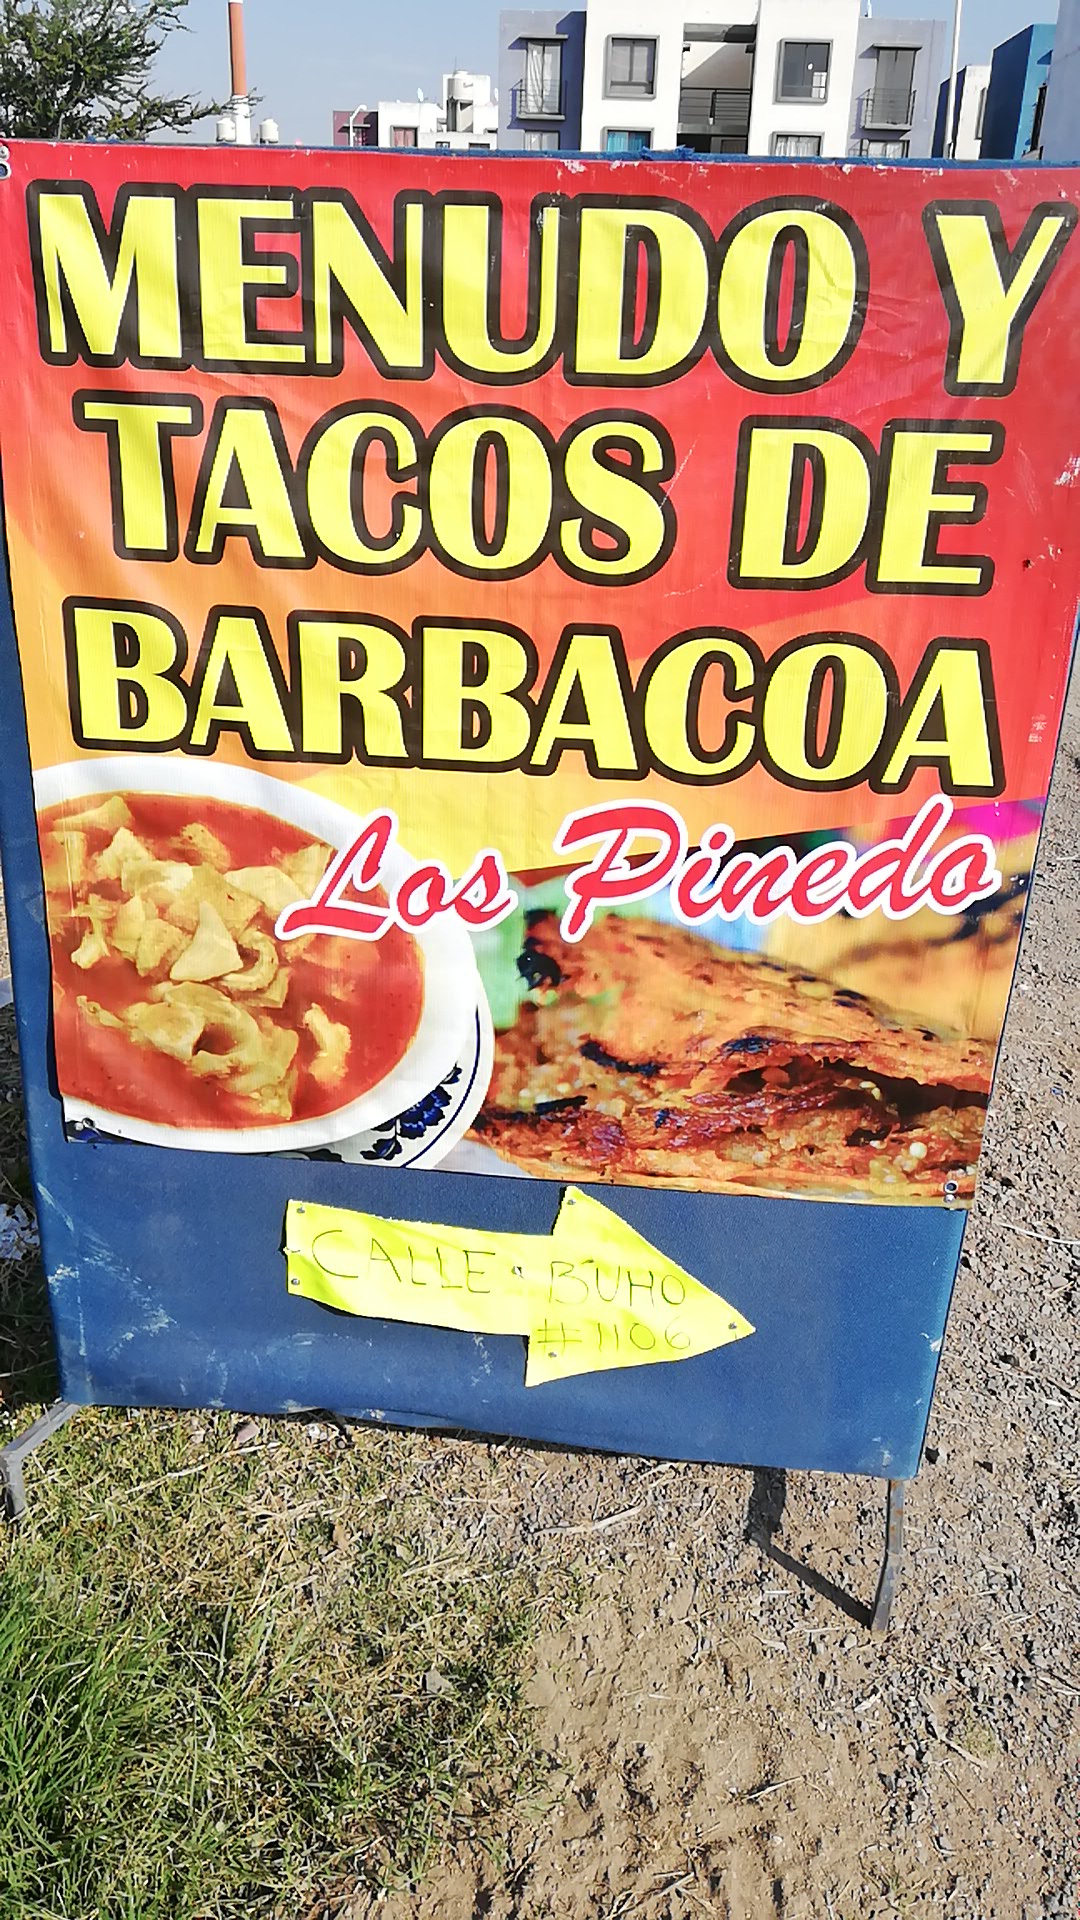 MENUDO Y
TACOS DE
BARBACOA
Los Pinedo
CALLE BUHO
#1106